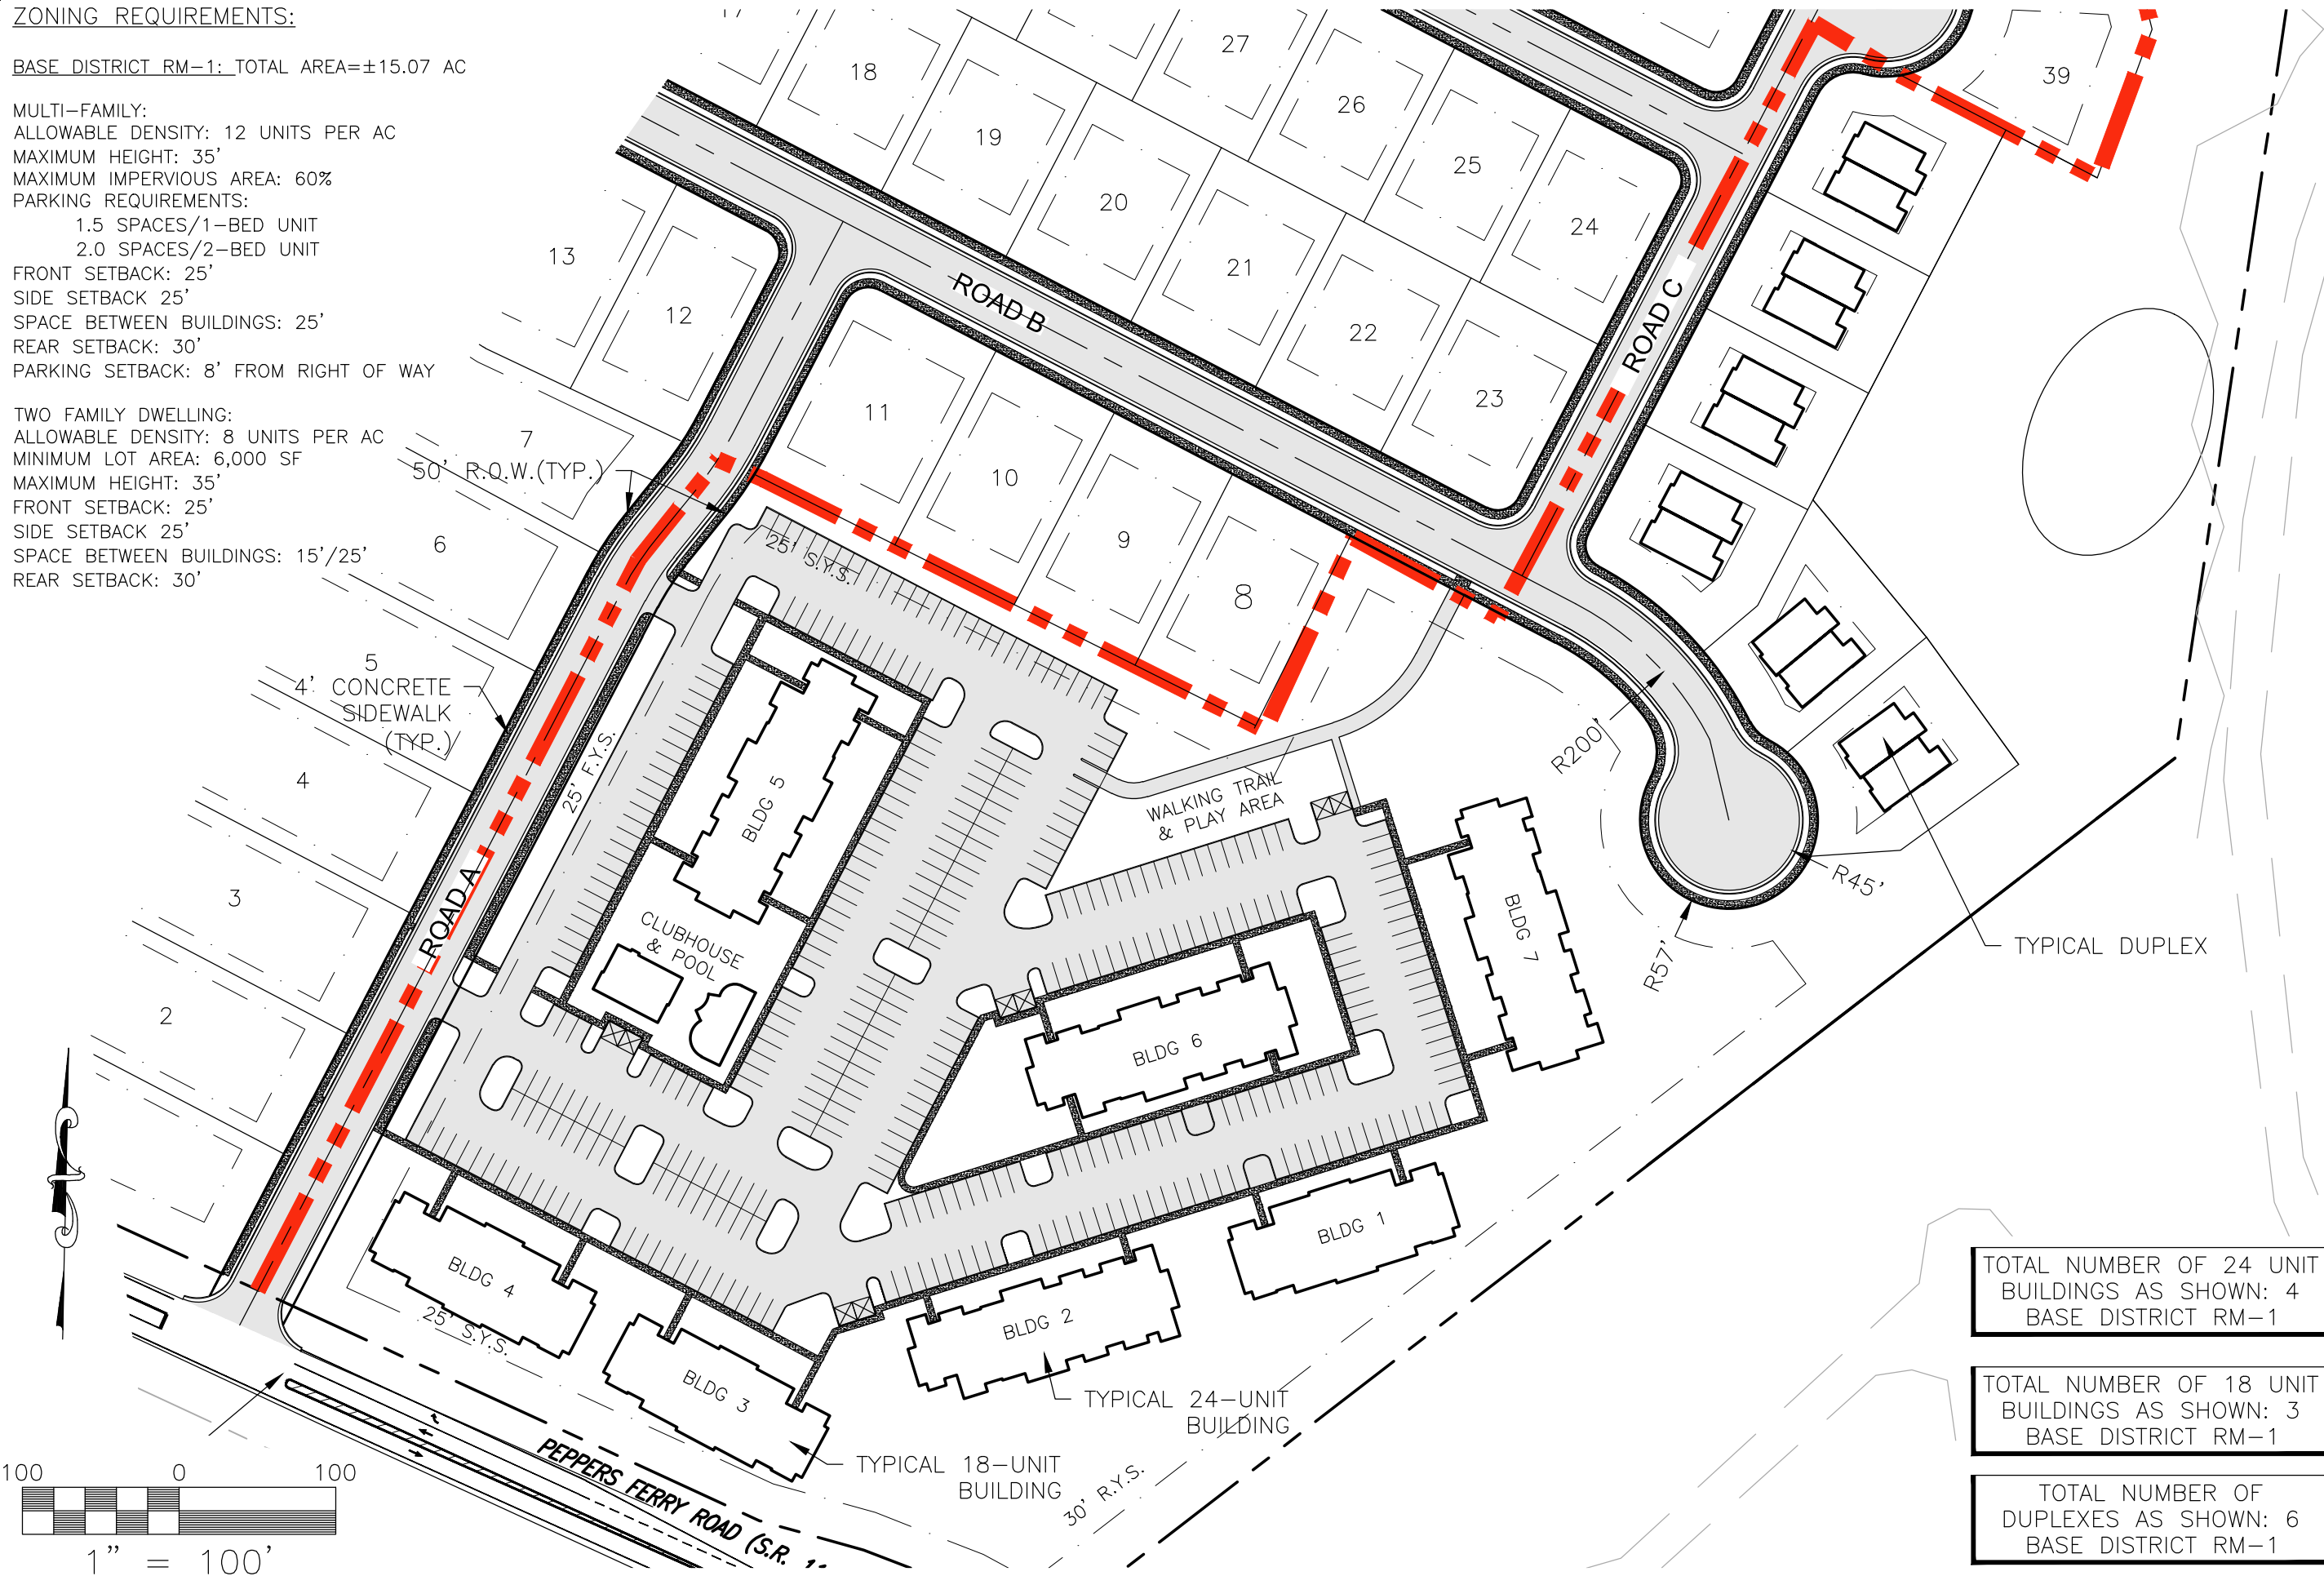 ZONING REQUIREMENTS:
BASE DISTRICT RM-1: TOTAL AREA=±15.07 AC
MULTI-FAMILY:
ALLOWABLE DENSITY: 12 UNITS PER AC
MAXIMUM HEIGHT: 35'
MAXIMUM IMPERVIOUS AREA: 60%
PARKING REQUIREMENTS:
1.5 SPACES/1-BED UNIT
2.0 SPACES/2-BED UNIT
FRONT SETBACK: 25'
SIDE SETBACK 25'
SPACE BETWEEN BUILDINGS: 25'
REAR SETBACK: 30'
PARKING SETBACK: 8' FROM RIGHT OF WAY
TWO FAMILY DWELLING:
ALLOWABLE DENSITY: 8 UNITS PER AC
MINIMUM LOT AREA: 6,000 SF
MAXIMUM HEIGHT: 35'
FRONT SETBACK: 25'
SIDE SETBACK 25'
SPACE BETWEEN BUILDINGS: 15'/25'
REAR SETBACK: 30'
17
18
19
20
21
22
23
24
25
26
27
39
13
12
11
10
9
8
7
6
5
4
3
2
50' R.O.W.(TYP.)
4' CONCRETE
SIDEWALK
(TYP.)
ROAD A
ROAD B
ROAD C
25' S.Y.S.
25' F.Y.S.
BLDG 5
CLUBHOUSE
& POOL
WALKING TRAIL
& PLAY AREA
BLDG 6
BLDG 7
BLDG 1
BLDG 2
BLDG 3
BLDG 4
25' S.Y.S.
R200'
R45'
R57'
TYPICAL DUPLEX
TYPICAL 24-UNIT
BUILDING
TYPICAL 18-UNIT
BUILDING
30' R.Y.S.
PEPPERS FERRY ROAD (S.R.
100 0 100
1" = 100'
TOTAL NUMBER OF 24 UNIT
BUILDINGS AS SHOWN: 4
BASE DISTRICT RM-1
TOTAL NUMBER OF 18 UNIT
BUILDINGS AS SHOWN: 3
BASE DISTRICT RM-1
TOTAL NUMBER OF
DUPLEXES AS SHOWN: 6
BASE DISTRICT RM-1